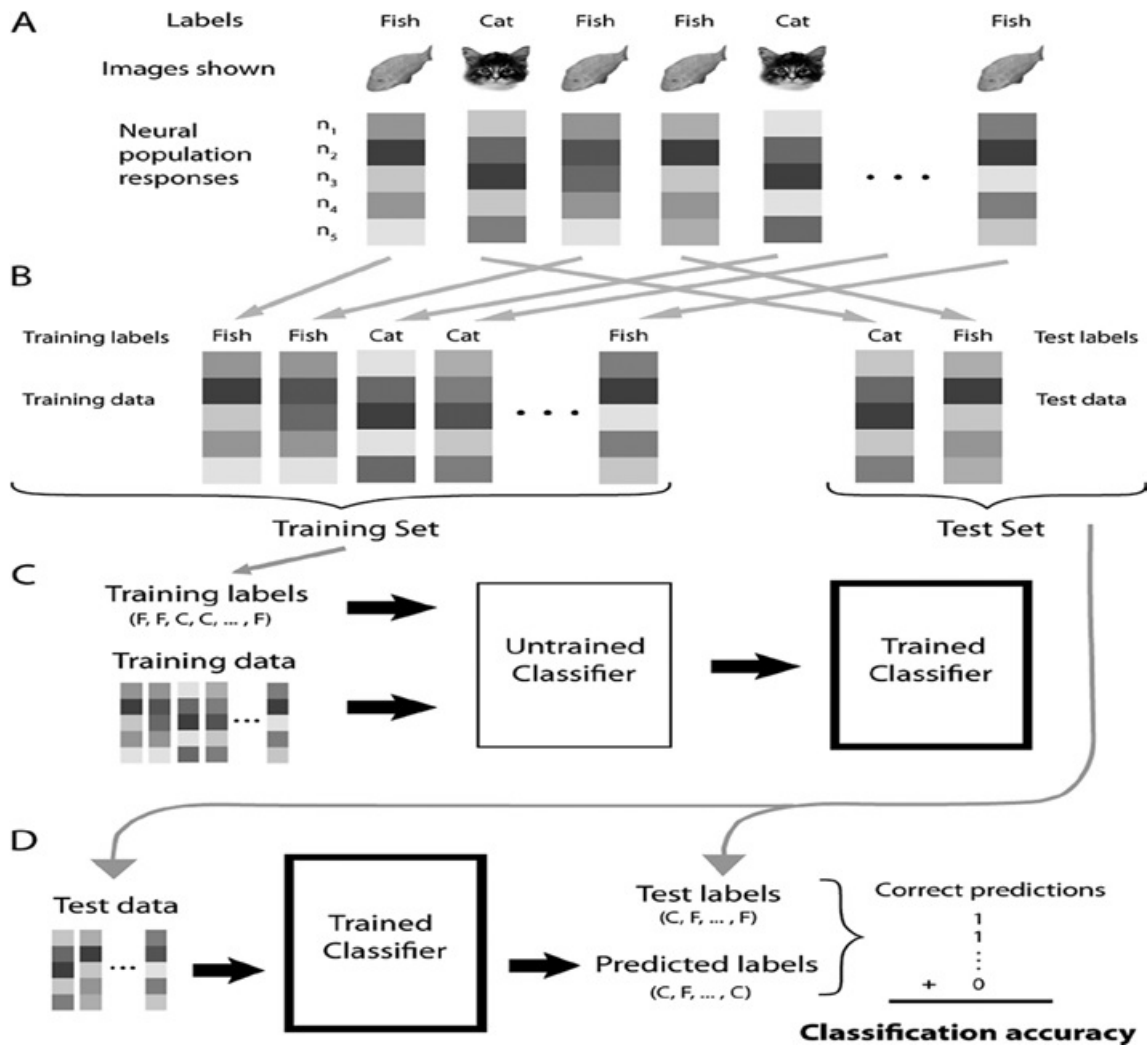 A
Labels Fish Cat Fish Fish Cat Fish
Images shown
Neural
population
responses
n1
n2
n3
n4
n5
. . .
B
Training labels Fish Fish Cat Cat Fish Cat Fish Test labels
Training data . . . Test data
Training Set Test Set
C
Training labels
(F, F, C, C, ... , F)
Training data
...
Untrained
Classifier
Trained
Classifier
D
Test data
...
Trained
Classifier
Test labels
(C, F, ... , F)
Predicted labels
(C, F, ... , C)
Correct predictions
1
1
⋮
+ 0
Classification accuracy